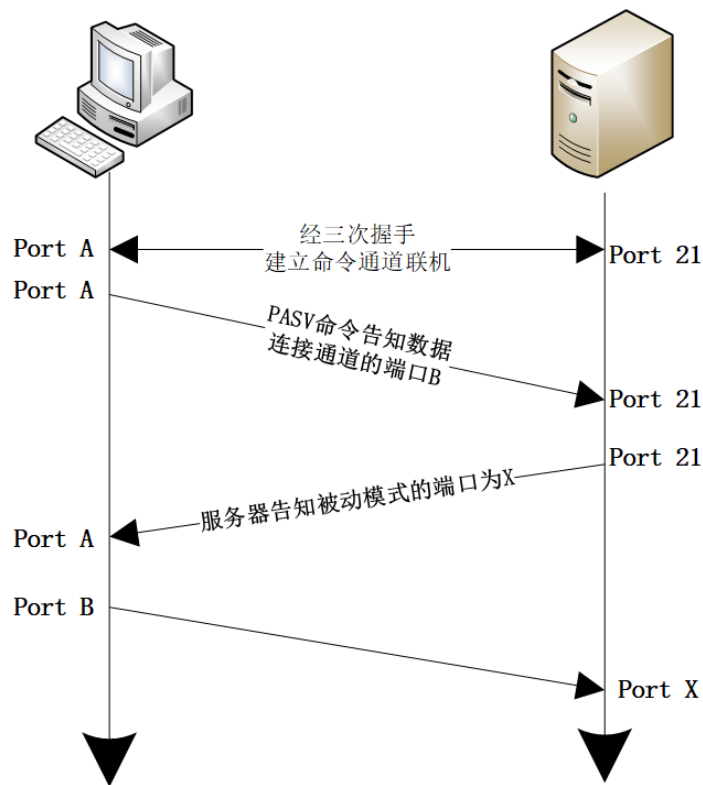 经三次握手
建立命令通道联机
Port A
Port 21
Port A
PASV命令告知数据
连接通道的端口B
Port 21
Port 21
服务器告知被动模式的端口为X
Port A
Port B
Port X